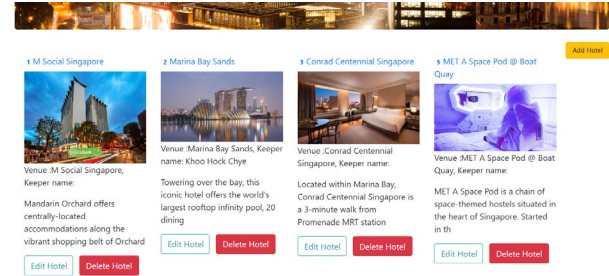 Add Hotel
1 M Social Singapore
Venue :M Social Singapore,
Keeper name:
Mandarin Orchard offers
centrally-located
accommodations along the
vibrant shopping belt of Orchard
Edit Hotel Delete Hotel
2 Marina Bay Sands
Venue :Marina Bay Sands, Keeper
name: Khoo Hock Chye
Towering over the bay, this
iconic hotel offers the world's
largest rooftop infinity pool, 20
dining
Edit Hotel Delete Hotel
3 Conrad Centennial Singapore
Venue :Conrad Centennial
Singapore, Keeper name:
Located within Marina Bay,
Conrad Centennial Singapore is
a 3-minute walk from
Promenade MRT station
Edit Hotel Delete Hotel
5 MET A Space Pod @ Boat
Quay
Venue :MET A Space Pod @ Boat
Quay, Keeper name:
MET A Space Pod is a chain of
space-themed hostels situated in
the heart of Singapore. Started
in th
Edit Hotel Delete Hotel